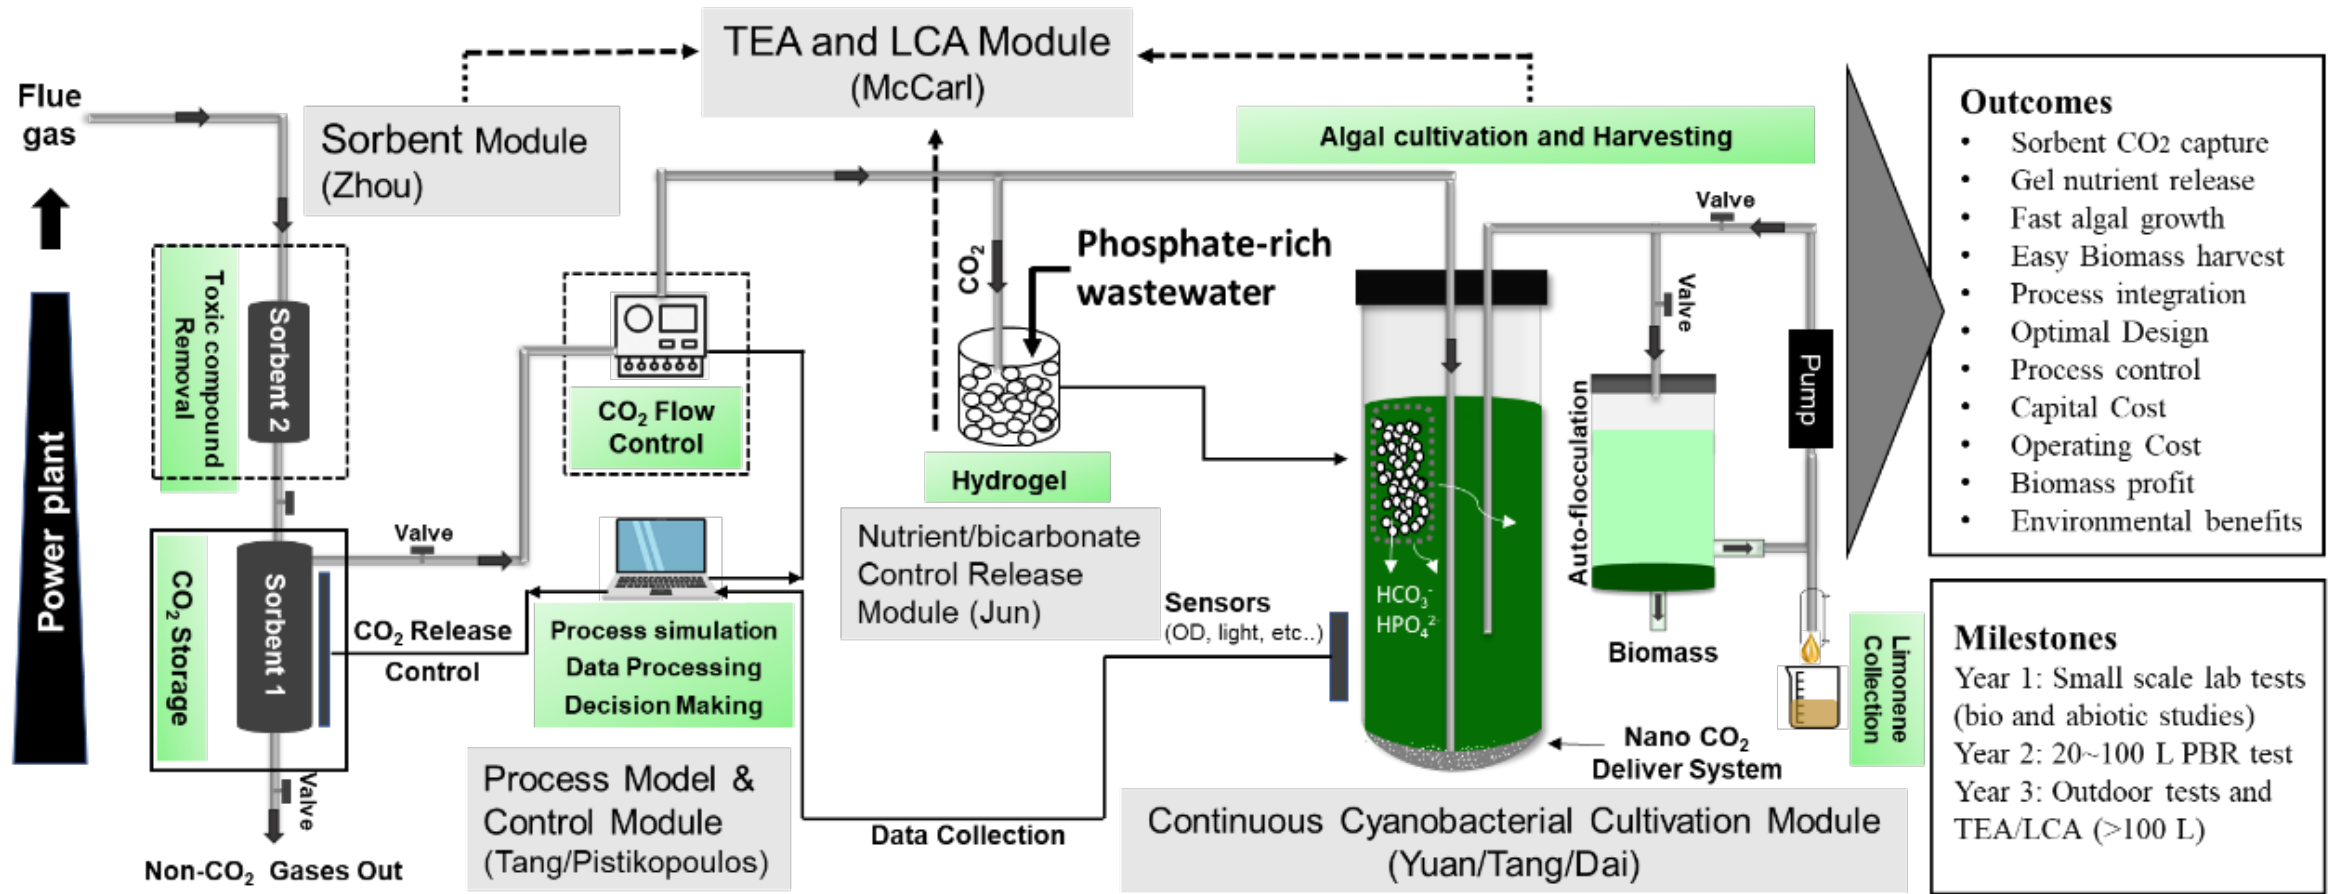 TEA and LCA Module
(McCarl)
Flue
gas
Sorbent Module
(Zhou)
Algal cultivation and Harvesting
Power plant
Toxic compound
Removal
Sorbent 2
CO2 Storage
Sorbent 1
Valve
Non-CO2 Gases Out
Valve
CO2 Flow
Control
CO2 Release
Control
Process simulation
Data Processing
Decision Making
Process Model &
Control Module
(Tang/Pistikopoulos)
CO2
Phosphate-rich
wastewater
Hydrogel
Nutrient/bicarbonate
Control Release
Module (Jun)
Sensors
(OD, light, etc..)
Data Collection
HCO3-
HPO42-
Nano CO2
Deliver System
Continuous Cyanobacterial Cultivation Module
(Yuan/Tang/Dai)
Valve
Valve
Pump
Auto-flocculation
Biomass
Limonene
Collection
Outcomes
• Sorbent CO2 capture
• Gel nutrient release
• Fast algal growth
• Easy Biomass harvest
• Process integration
• Optimal Design
• Process control
• Capital Cost
• Operating Cost
• Biomass profit
• Environmental benefits
Milestones
Year 1: Small scale lab tests
(bio and abiotic studies)
Year 2: 20~100 L PBR test
Year 3: Outdoor tests and
TEA/LCA (>100 L)